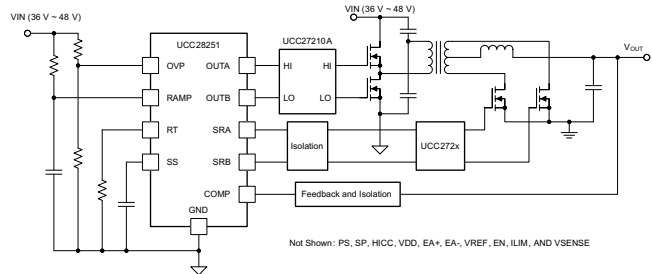 VIN (36 V ~ 48 V)
VIN (36 V ~ 48 V)
UCC28251
UCC27210A
VOUT
OVP
OUTA
HI
HI
RAMP
OUTB
LO
LO
RT
SRA
Isolation
UCC272x
SS
SRB
COMP
Feedback and Isolation
GND
Not Shown: PS, SP, HICC, VDD, EA+, EA-, VREF, EN, ILIM, AND VSENSE